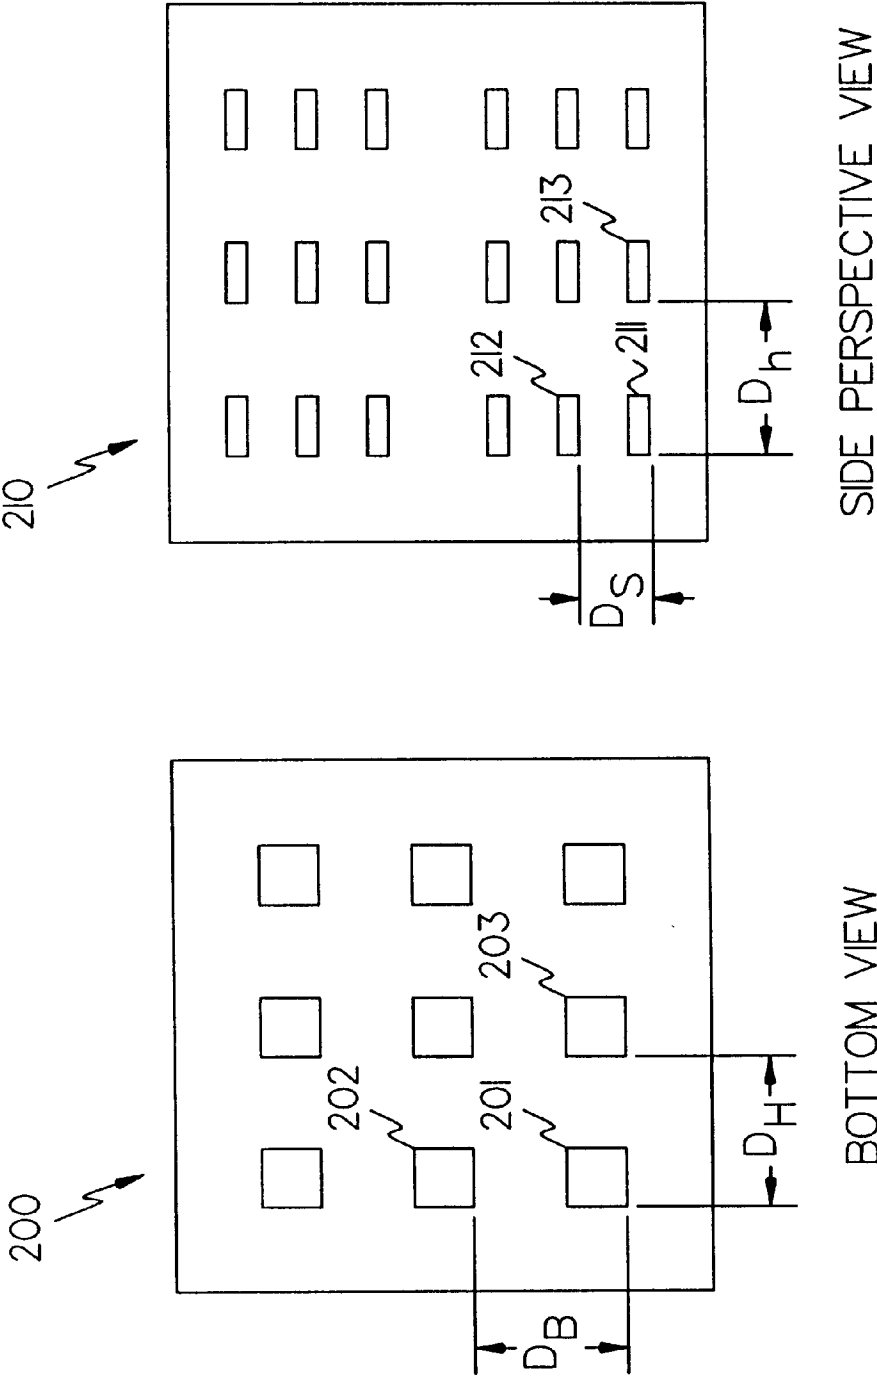 200
202
203
201
D_B
D_H
BOTTOM VIEW
210
212
213
211
D_S
D_h
SIDE PERSPECTIVE VIEW